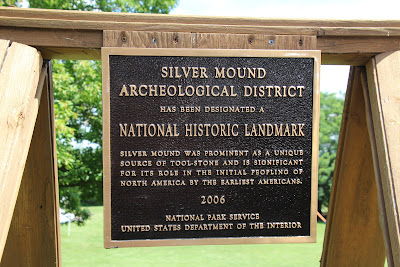 SILVER MOUND
ARCHEOLOGICAL DISTRICT
HAS BEEN DESIGNATED A
NATIONAL HISTORIC LANDMARK
SILVER MOUND WAS PROMINENT AS A UNIQUE
SOURCE OF TOOL-STONE AND IS SIGNIFICANT
FOR ITS ROLE IN THE INITIAL PEOPLING OF
NORTH AMERICA BY THE EARLIEST AMERICANS.
2006
NATIONAL PARK SERVICE
UNITED STATES DEPARTMENT OF THE INTERIOR